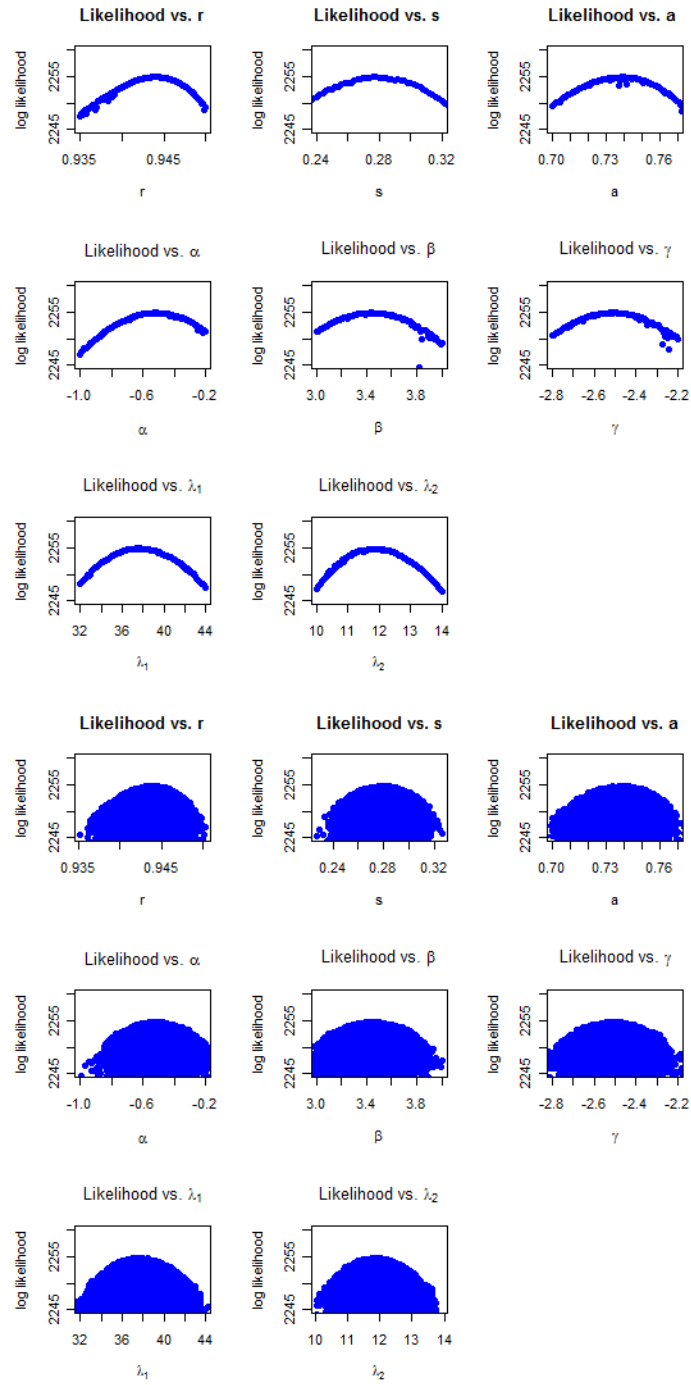 Likelihood vs. r
Likelihood vs. s
Likelihood vs. a
log likelihood
2245 2255
0.935 0.945
r
log likelihood
2245 2255
0.24 0.28 0.32
s
log likelihood
2245 2255
0.70 0.73 0.76
a
Likelihood vs. α
Likelihood vs. β
Likelihood vs. γ
log likelihood
2245 2255
-1.0 -0.6 -0.2
α
log likelihood
2245 2255
3.0 3.4 3.8
β
log likelihood
2245 2255
-2.8 -2.6 -2.4 -2.2
γ
Likelihood vs. λ₁
Likelihood vs. λ₂
log likelihood
2245 2255
32 36 40 44
λ₁
log likelihood
2245 2255
10 11 12 13 14
λ₂
Likelihood vs. r
Likelihood vs. s
Likelihood vs. a
log likelihood
2245 2255
0.935 0.945
r
log likelihood
2245 2255
0.24 0.28 0.32
s
log likelihood
2245 2255
0.70 0.73 0.76
a
Likelihood vs. α
Likelihood vs. β
Likelihood vs. γ
log likelihood
2245 2255
-1.0 -0.6 -0.2
α
log likelihood
2245 2255
3.0 3.4 3.8
β
log likelihood
2245 2255
-2.8 -2.6 -2.4 -2.2
γ
Likelihood vs. λ₁
Likelihood vs. λ₂
log likelihood
2245 2255
32 36 40 44
λ₁
log likelihood
2245 2255
10 11 12 13 14
λ₂